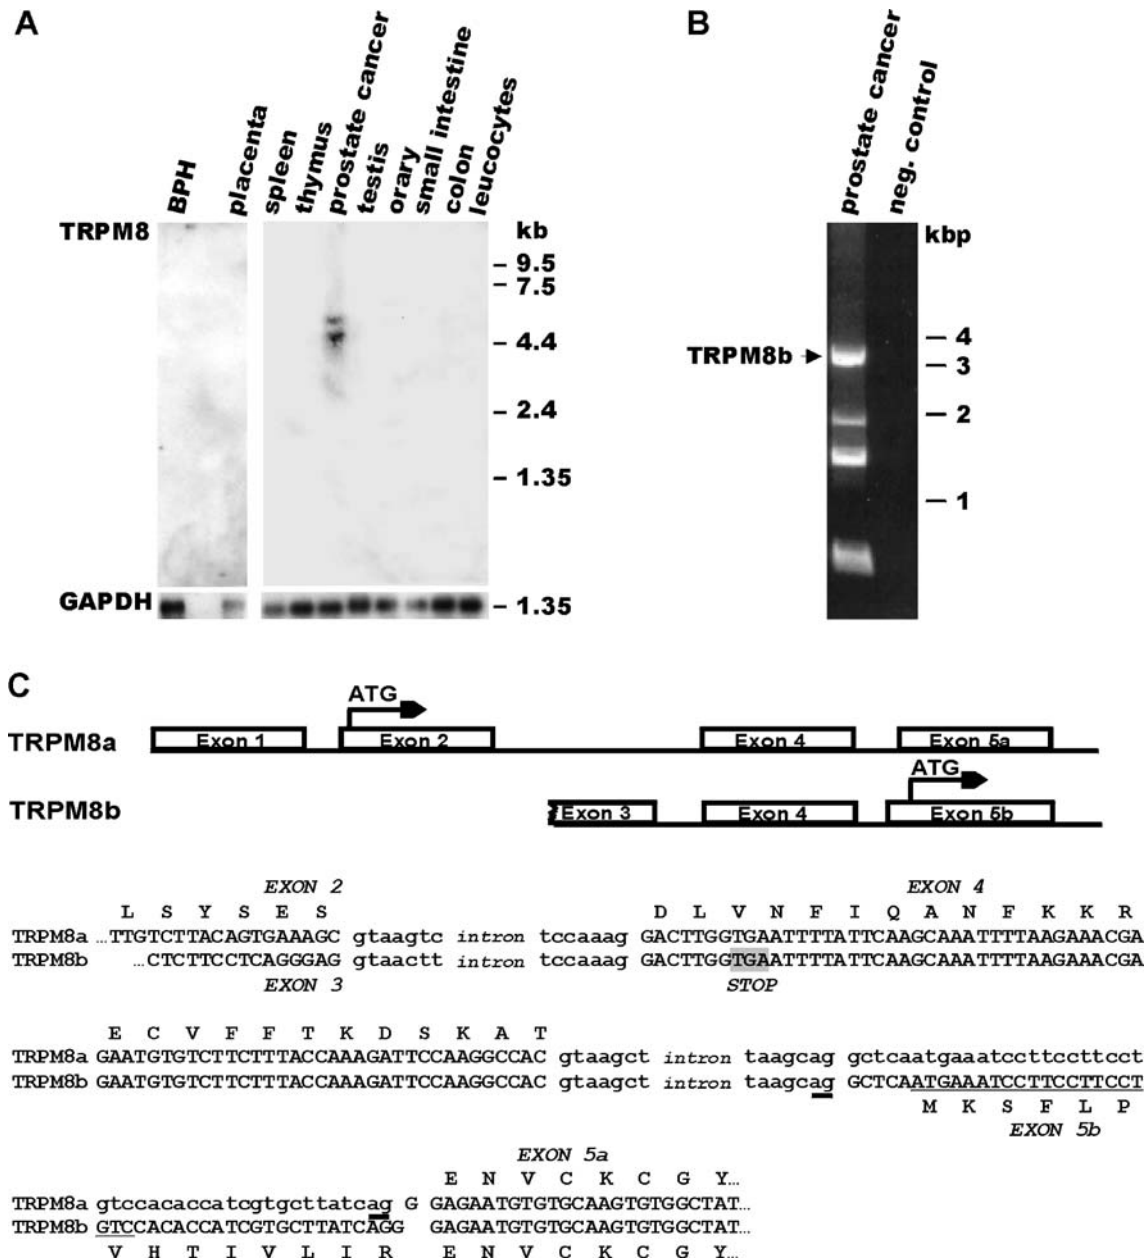 A
BPH
placenta
spleen
thymus
prostate cancer
testis
orary
small intestine
colon
leucocytes
TRPM8
kb
– 9.5
– 7.5
– 4.4
– 2.4
– 1.35
GAPDH
– 1.35
B
prostate cancer
neg. control
kbp
TRPM8b
– 4
– 3
– 2
– 1
C
ATG
TRPM8a Exon 1 Exon 2 Exon 4 Exon 5a
ATG
TRPM8b Exon 3 Exon 4 Exon 5b
EXON 2 EXON 4
L S Y S E S D L V N F I Q A N F K K R
TRPM8a …TTGTCTTACAGTGAAAGC gtaagtc intron tccaaag GACTTGGTGAATTTTATTCAAGCAAATTTTAAGAAACGA
TRPM8b …CTCTTCCTCAGGGAG gtaactt intron tccaaag GACTTGGTGAATTTTATTCAAGCAAATTTTAAGAAACGA
EXON 3 STOP
E C V F F T K D S K A T
TRPM8a GAATGTGTCTTCTTTACCAAAGATTCCAAGGCCAC gtaagct intron taagcag gctcaatgaaatccttccttcct
TRPM8b GAATGTGTCTTCTTTACCAAAGATTCCAAGGCCAC gtaagct intron taagcag GGCTCAATGAAATCCTTCCTTCCT
M K S F L P
EXON 5b
EXON 5a
E N V C K C G Y…
TRPM8a gtccacaccatcgtgcttatcag G GAGAATGTGTGCAAGTGTGGCTAT…
TRPM8b GTCCACACCATCGTGCTTATCAGG GAGAATGTGTGCAAGTGTGGCTAT…
V H T I V L I R E N V C K C G Y…